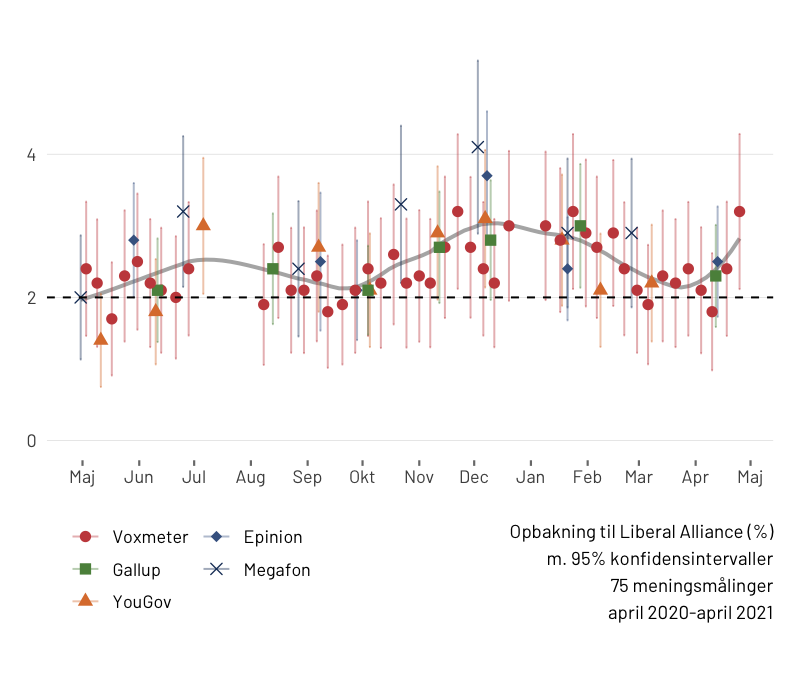 4
2
0
Maj Jun Jul Aug Sep Okt Nov Dec Jan Feb Mar Apr Maj
Voxmeter Epinion
Gallup Megafon
YouGov
Opbakning til Liberal Alliance (%)
m. 95% konfidensintervaller
75 meningsmålinger
april 2020-april 2021